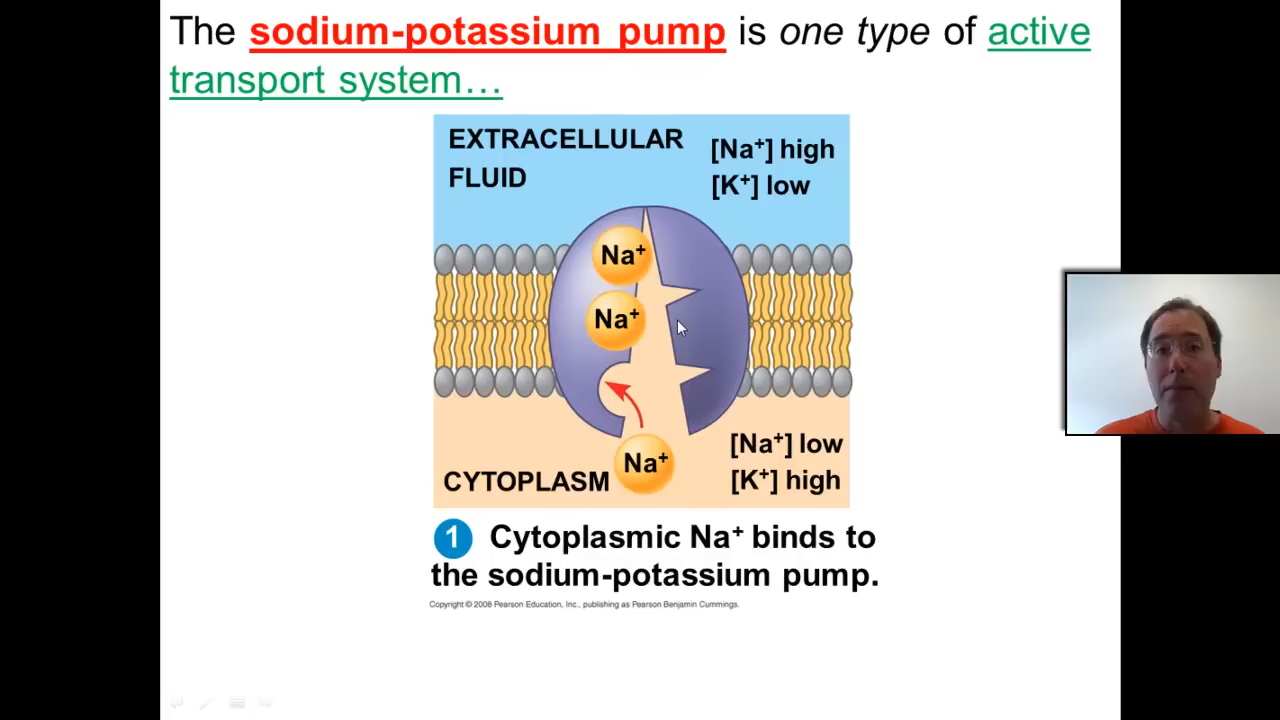 The sodium-potassium pump is one type of active
transport system…
EXTRACELLULAR
FLUID
[Na⁺] high
[K⁺] low
Na⁺
Na⁺
Na⁺
CYTOPLASM
[Na⁺] low
[K⁺] high
1 Cytoplasmic Na⁺ binds to
the sodium-potassium pump.
Copyright © 2008 Pearson Education, Inc., publishing as Pearson Benjamin Cummings.